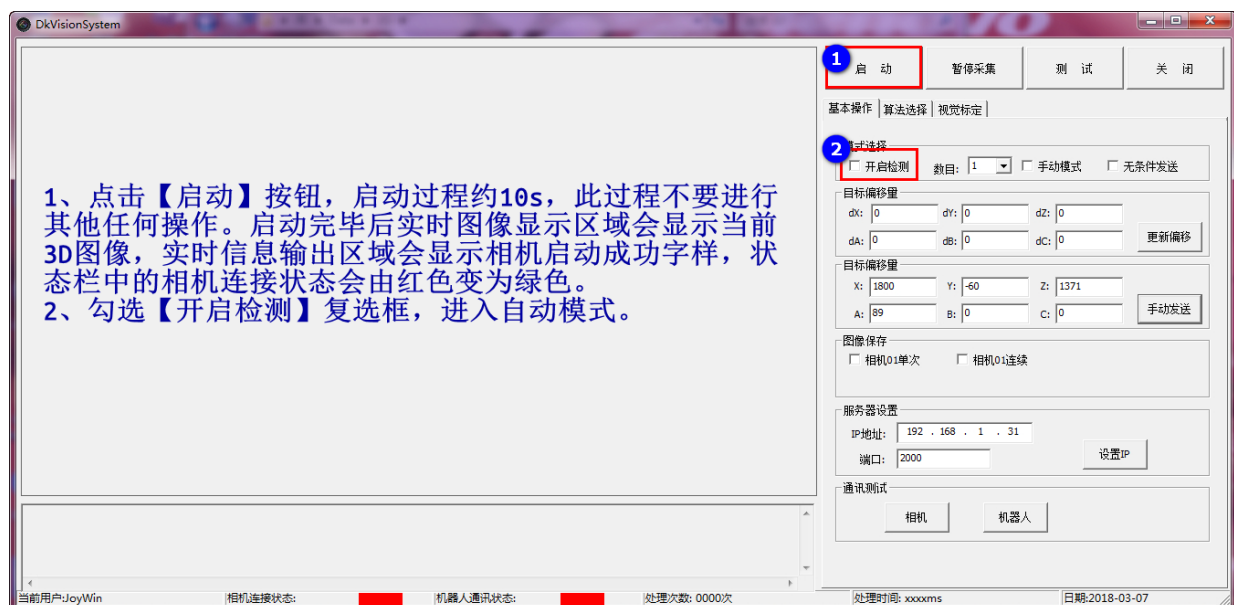 DkVisionSystem
1
启 动
暂停采集
测 试
关 闭
基本操作
算法选择
视觉标定
1、点击【启动】按钮，启动过程约10s，此过程不要进行
其他任何操作。启动完毕后实时图像显示区域会显示当前
3D图像，实时信息输出区域会显示相机启动成功字样，状
态栏中的相机连接状态会由红色变为绿色。
2、勾选【开启检测】复选框，进入自动模式。
2
式选择
开启检测 数目: 1 手动模式 无条件发送
目标偏移量
dX: 0 dY: 0 dZ: 0
dA: 0 dB: 0 dC: 0
更新偏移
目标偏移量
X: 1800 Y: -60 Z: 1371
A: 89 B: 0 C: 0
手动发送
图像保存
相机01单次 相机01连续
服务器设置
IP地址: 192 . 168 . 1 . 31
端口: 2000
设置IP
通讯测试
相机 机器人
当前用户:JoyWin 相机连接状态: 机器人通讯状态: 处理次数: 0000次 处理时间: xxxxms 日期:2018-03-07